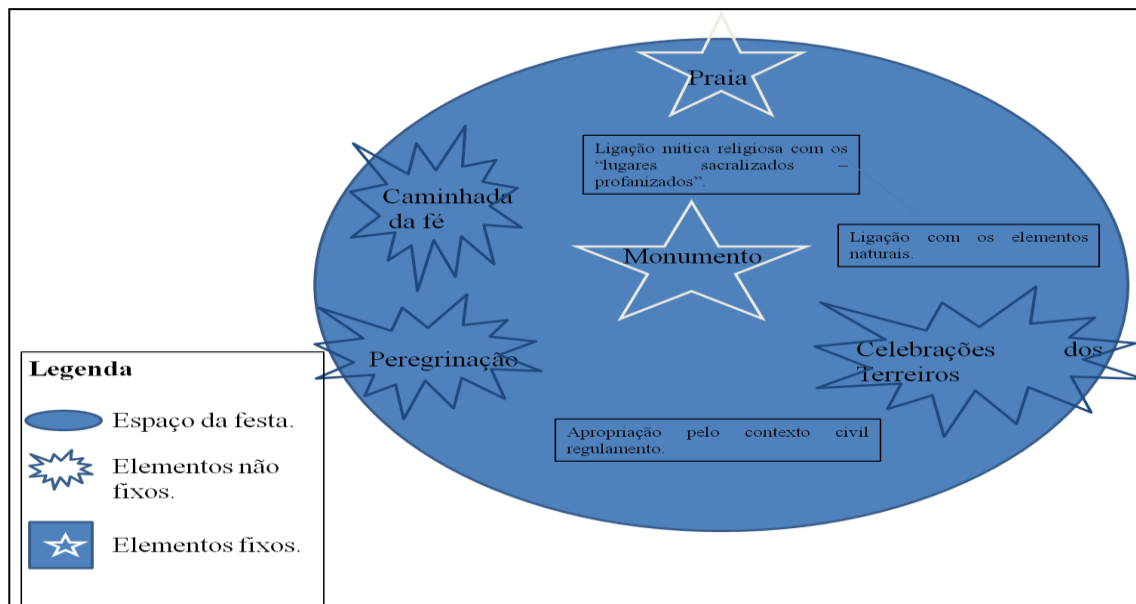 Praia
Ligação mítica religiosa com os
“lugares sacralizados –
profanizados”.
Caminhada
da fé
Monumento
Ligação com os elementos
naturais.
Peregrinação
Celebrações dos
Terreiros
Apropriação pelo contexto civil
regulamento.
Legenda
Espaço da festa.
Elementos não
fixos.
Elementos fixos.